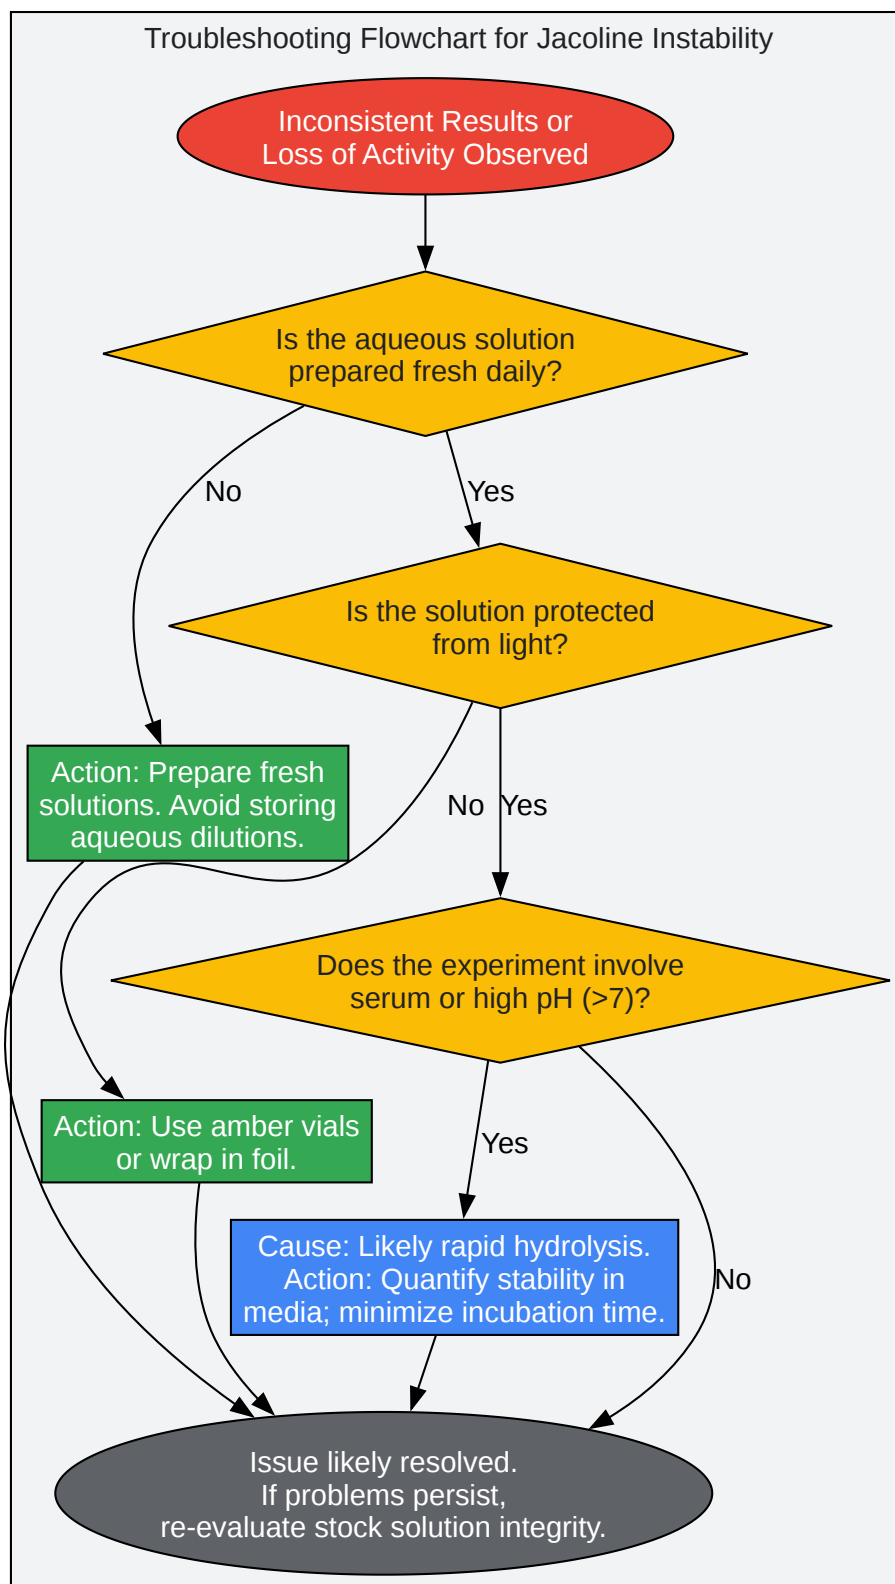 Troubleshooting Flowchart for Jacoline Instability
Inconsistent Results or
Loss of Activity Observed
Is the aqueous solution
prepared fresh daily?
No
Yes
Is the solution protected
from light?
Action: Prepare fresh
solutions. Avoid storing
aqueous dilutions.
No
Yes
Does the experiment involve
serum or high pH (>7)?
Action: Use amber vials
or wrap in foil.
Yes
Cause: Likely rapid hydrolysis.
Action: Quantify stability in
media; minimize incubation time.
No
Issue likely resolved.
If problems persist,
re-evaluate stock solution integrity.